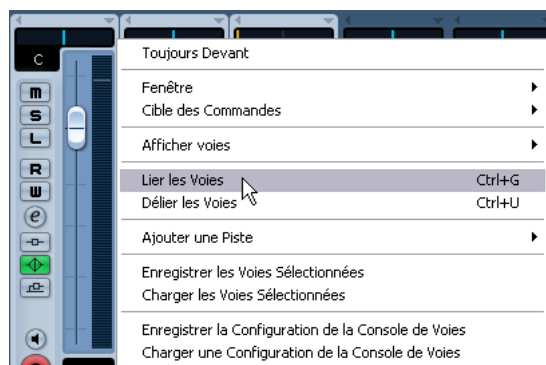 C
Toujours Devant
m
Fenêtre
S
Cible des Commandes
L
Afficher voies
R
Lier les Voies Ctrl+G
W
Délier les Voies Ctrl+U
e
Ajouter une Piste
Enregistrer les Voies Sélectionnées
Charger les Voies Sélectionnées
Enregistrer la Configuration de la Console de Voies
Charger une Configuration de la Console de Voies